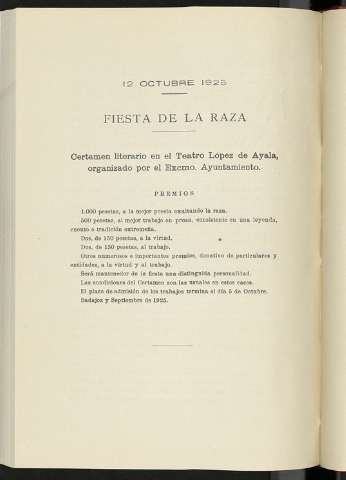 12 OCTUBRE 1925
FIESTA DE LA RAZA
Certamen literario en el Teatro López de Ayala,
organizado por el Excmo. Ayuntamiento.
PREMIOS
1.000 pesetas, a la mejor poesía exaltando la raza.
500 pesetas, al mejor trabajo en prosa, consistente en una leyenda,
cuento o tradición extremeña.
Dos, de 150 pesetas, a la virtud.
Dos, de 150 pesetas, al trabajo.
Otros numerosos e importantes premios, donativo de particulares y
entidades, a la virtud y al trabajo.
Será mantenedor de la fiesta una distinguida personalidad.
Las condiciones del Certamen son las usuales en estos casos.
El plazo de admisión de los trabajos termina el día 5 de Octubre.
Badajoz y Septiembre de 1925.